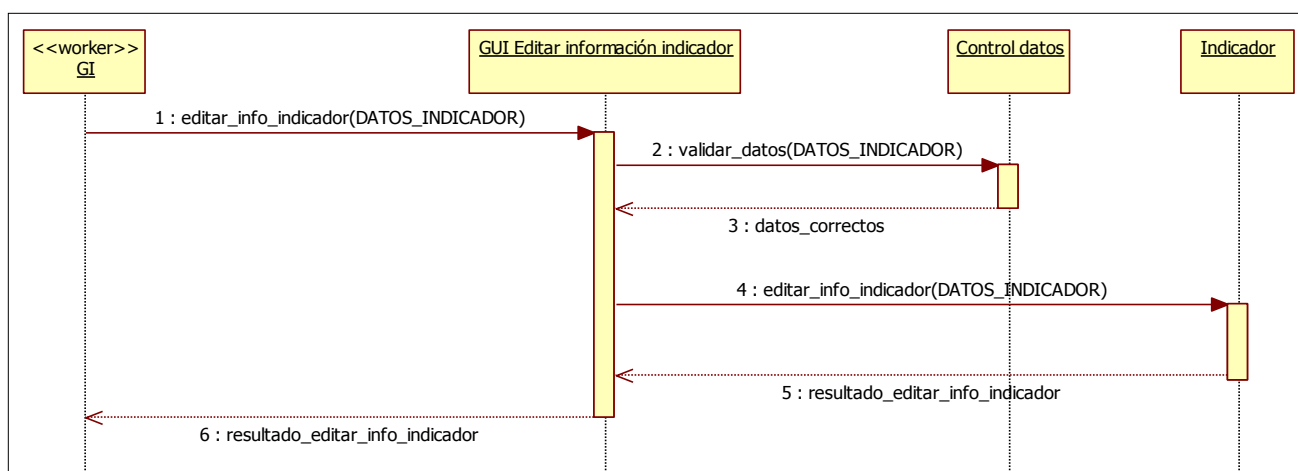 <<worker>>
GI
GUI Editar información indicador
Control datos
Indicador
1 : editar_info_indicador(DATOS_INDICADOR)
2 : validar_datos(DATOS_INDICADOR)
3 : datos_correctos
4 : editar_info_indicador(DATOS_INDICADOR)
5 : resultado_editar_info_indicador
6 : resultado_editar_info_indicador